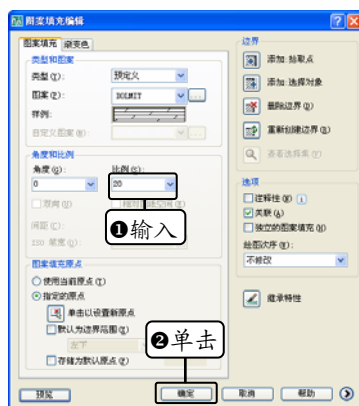 图案填充编辑
图案填充 渐变色
类型和图案
类型(Y): 预定义
图案(P): DOLMIT
样例:
自定义图案(M):
角度和比例
角度(G): 比例(S):
0 20
双向(U)
❶输入
间距(C):
ISO 笔宽(O):
图案填充原点
使用当前原点(T)
指定的原点
单击以设置新原点
默认为边界范围(X)
左下
存储为默认原点(F)
❷单击
边界
添加:拾取点
添加:选择对象
删除边界(D)
重新创建边界(R)
查看选择集(V)
选项
注释性(N)
关联(A)
独立的图案填充(H)
绘图次序(W):
不修改
继承特性
预览 确定 取消 帮助